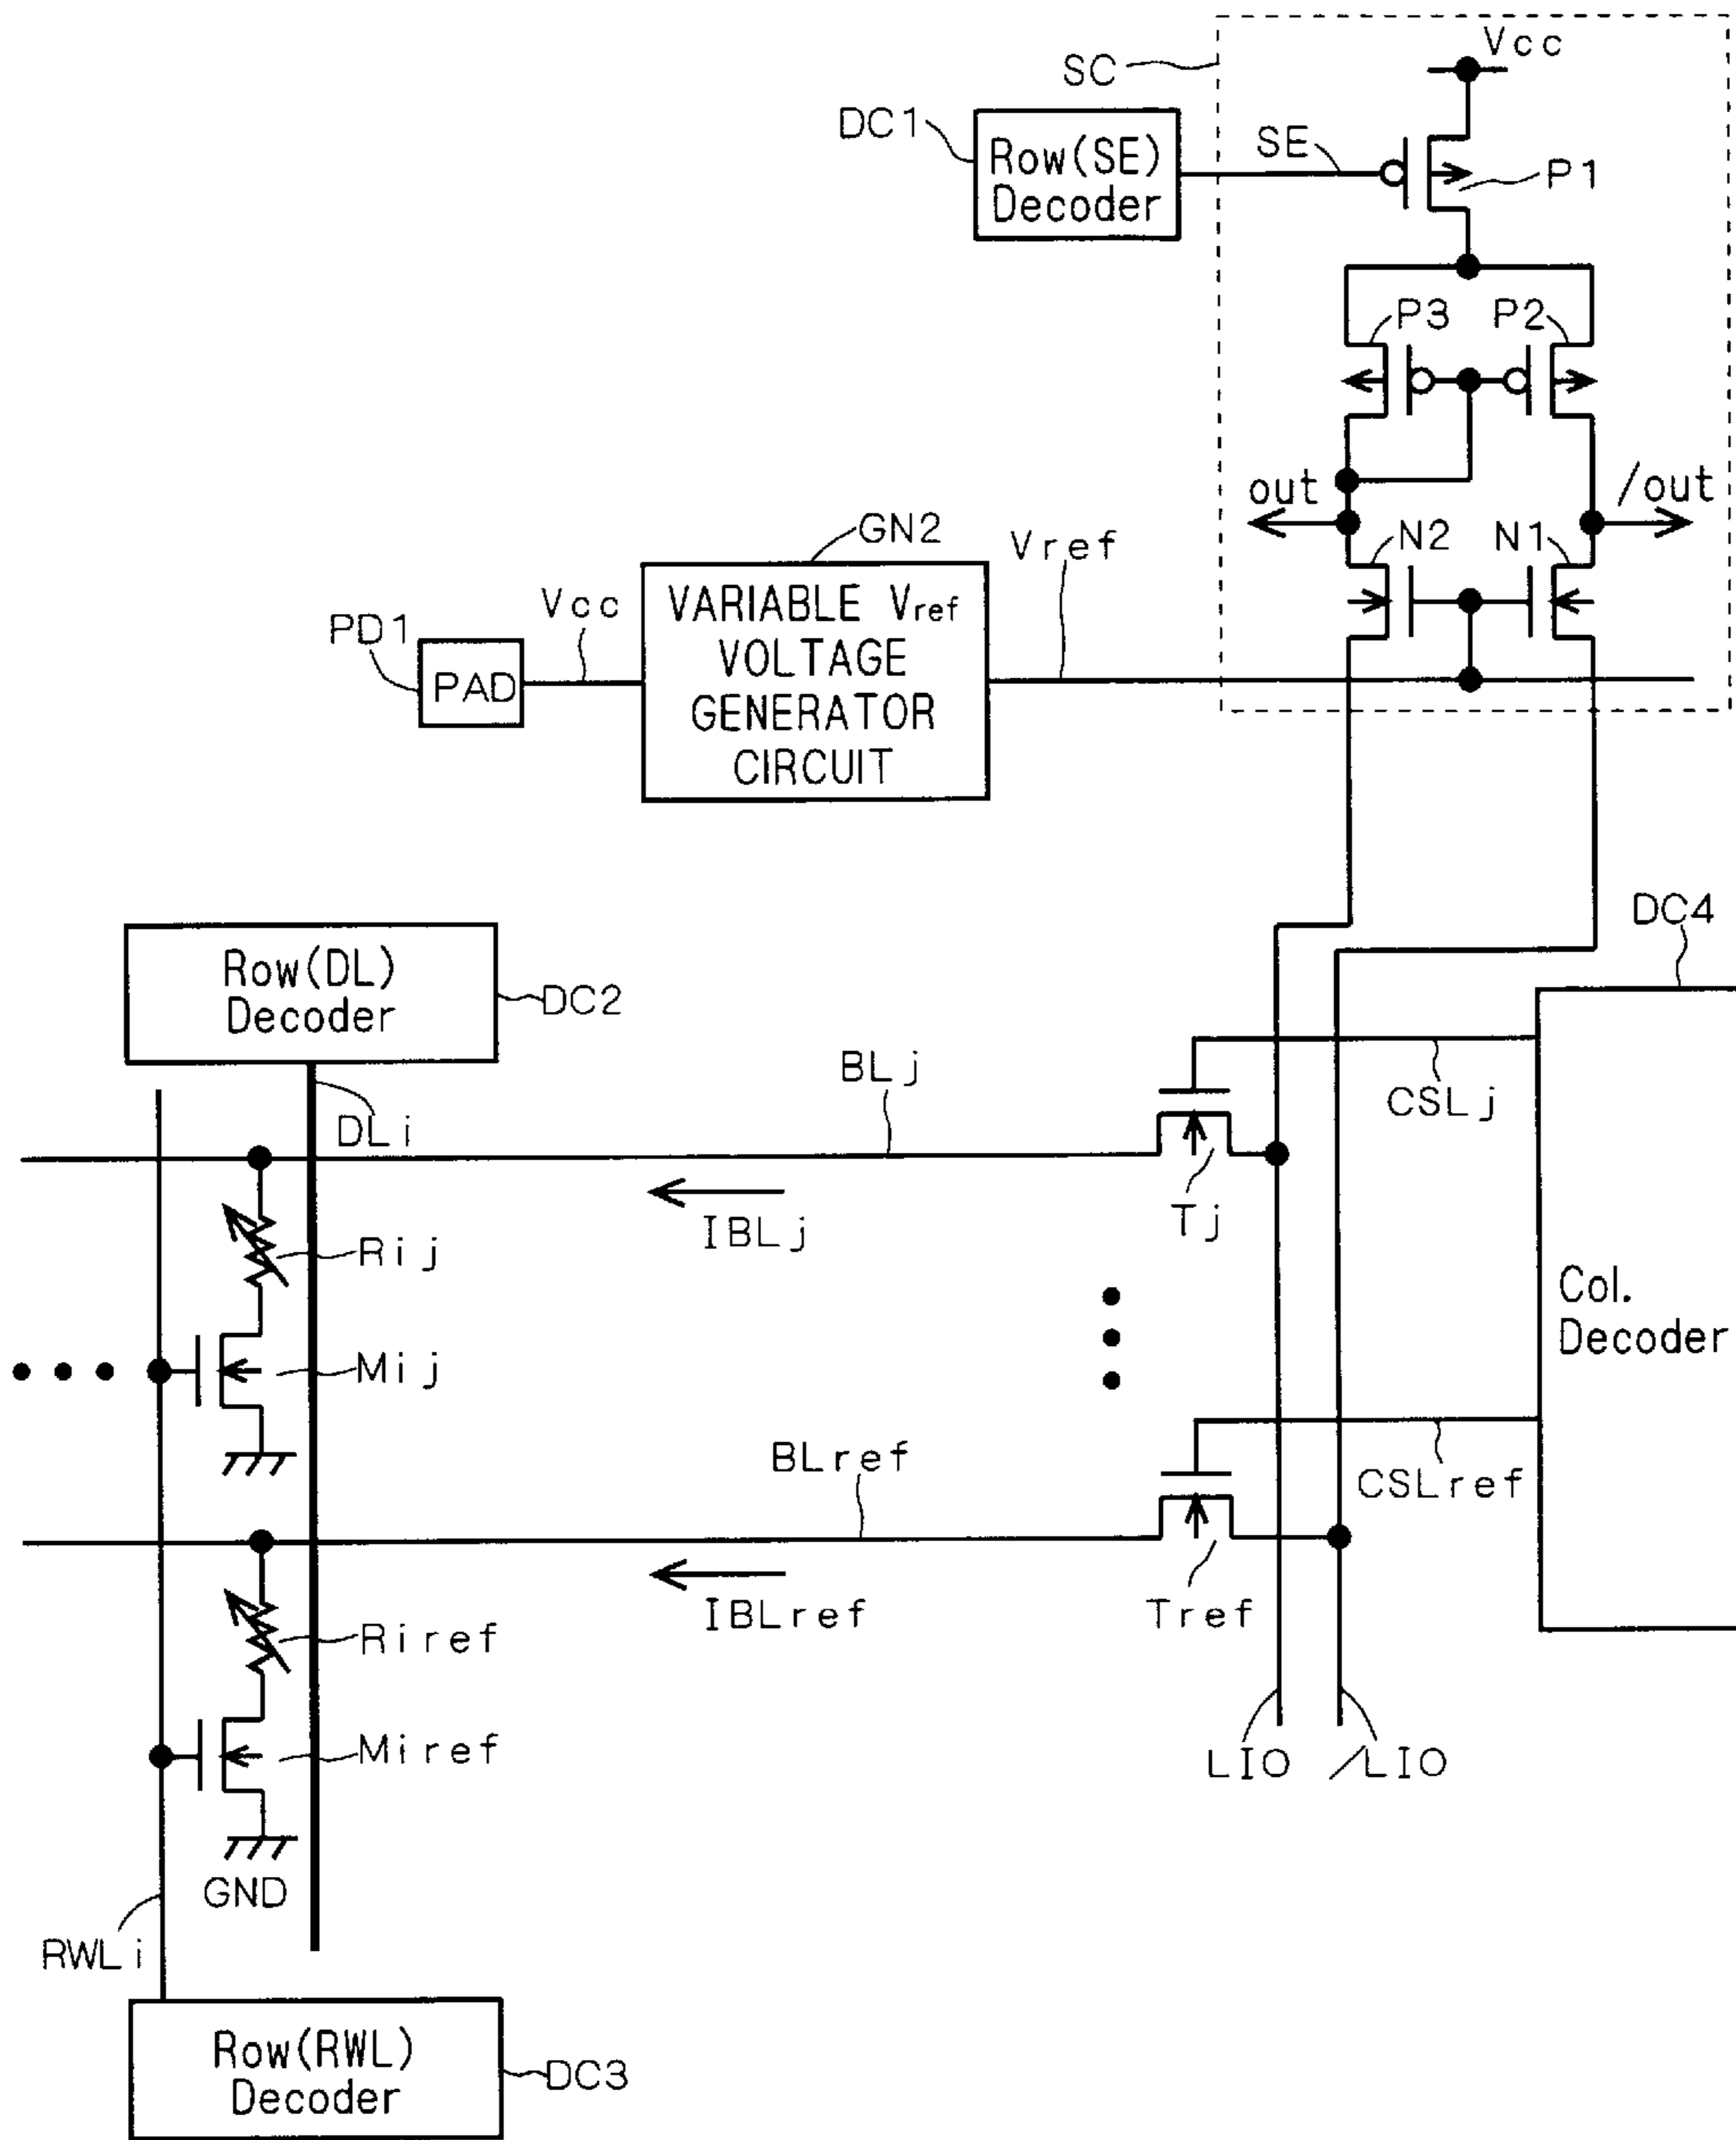 Vcc
SC
DC1
Row(SE)
Decoder
SE
P1
P3
P2
out
/out
GN2
Vref
N2
N1
PD1
PAD
Vcc
VARIABLE Vref
VOLTAGE
GENERATOR
CIRCUIT
DC4
Row(DL)
Decoder
DC2
BLj
CSLj
DLi
IBLj
Tj
Rij
Col.
Decoder
Mij
BLref
CSLref
IBLref
Tref
Riref
Miref
LIO
/LIO
GND
RWLi
Row(RWL)
Decoder
DC3